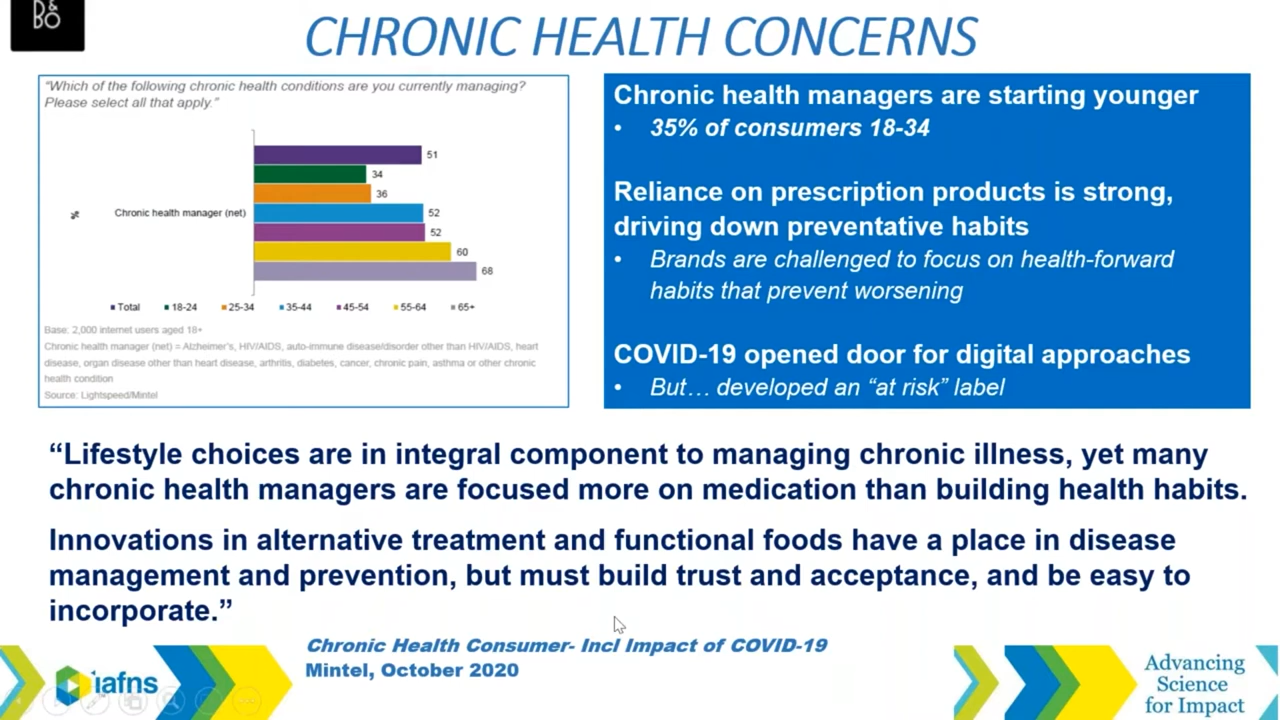 B&
BO
CHRONIC HEALTH CONCERNS
“Which of the following chronic health conditions are you currently managing?
Please select all that apply.”
%
Chronic health manager (net)
51
34
36
52
52
60
68
Total 18-24 25-34 35-44 45-54 55-64 65+
Base: 2,000 internet users aged 18+
Chronic health manager (net) = Alzheimer's, HIV/AIDS, auto-immune disease/disorder other than HIV/AIDS, heart
disease, organ disease other than heart disease, arthritis, diabetes, cancer, chronic pain, asthma or other chronic
health condition
Source: Lightspeed/Mintel
Chronic health managers are starting younger
• 35% of consumers 18-34
Reliance on prescription products is strong,
driving down preventative habits
• Brands are challenged to focus on health-forward
habits that prevent worsening
COVID-19 opened door for digital approaches
• But… developed an “at risk” label
“Lifestyle choices are in integral component to managing chronic illness, yet many
chronic health managers are focused more on medication than building health habits.
Innovations in alternative treatment and functional foods have a place in disease
management and prevention, but must build trust and acceptance, and be easy to
incorporate.”
Chronic Health Consumer- Incl Impact of COVID-19
Mintel, October 2020
iafns
Advancing
Science
for Impact